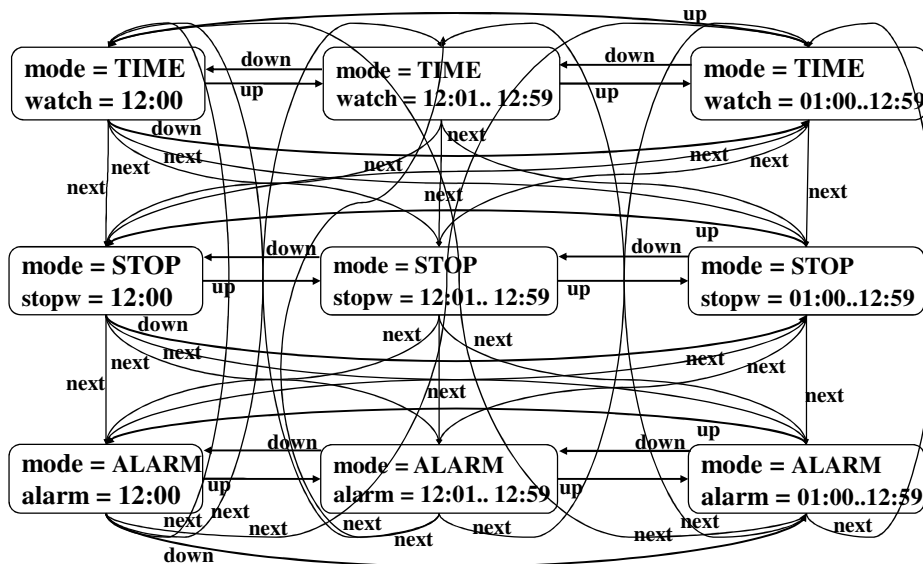 up
down
down
mode = TIME
mode = TIME
mode = TIME
watch = 12:00
up
watch = 12:01.. 12:59
up
watch = 01:00..12:59
down
next
next
next
next
next
next
next
next
next
next
up
down
down
mode = STOP
mode = STOP
mode = STOP
stopw = 12:00
up
stopw = 12:01.. 12:59
up
stopw = 01:00..12:59
down
next
next
next
next
next
next
next
next
next
up
down
down
mode = ALARM
mode = ALARM
mode = ALARM
alarm = 12:00
up
alarm = 12:01.. 12:59
up
alarm = 01:00..12:59
next
next
next
next
next
next
next
next
next
down